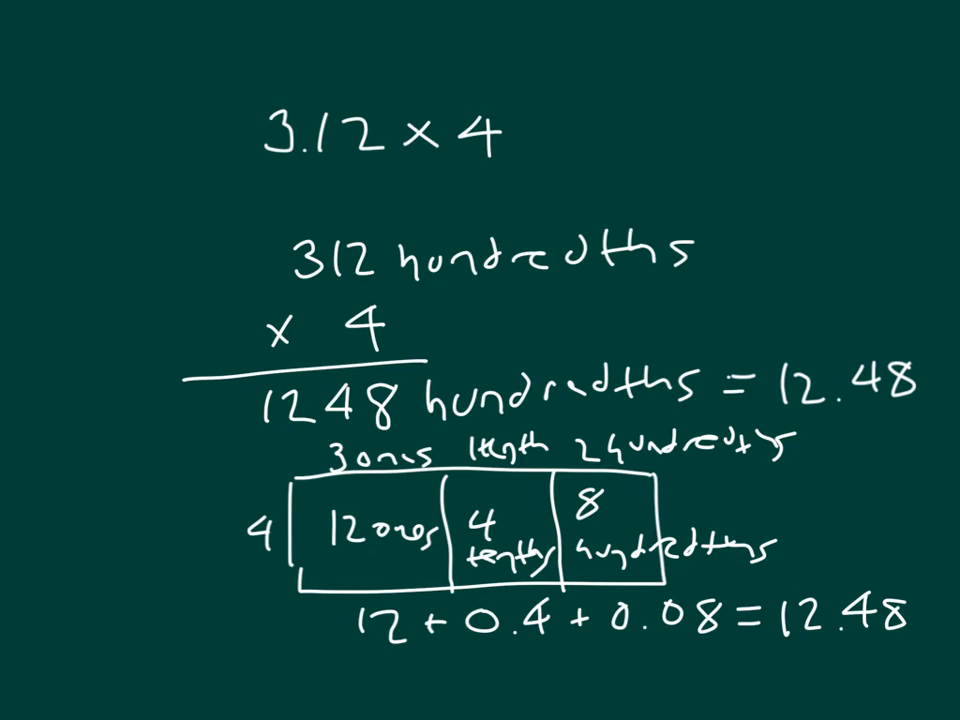 3.12 × 4
312 hundredths
× 4
1248 hundredths = 12.48
3 ones 1 tenth 2 hundredths
4 12 ones 4 tenths 8 hundredths
12 + 0.4 + 0.08 = 12.48